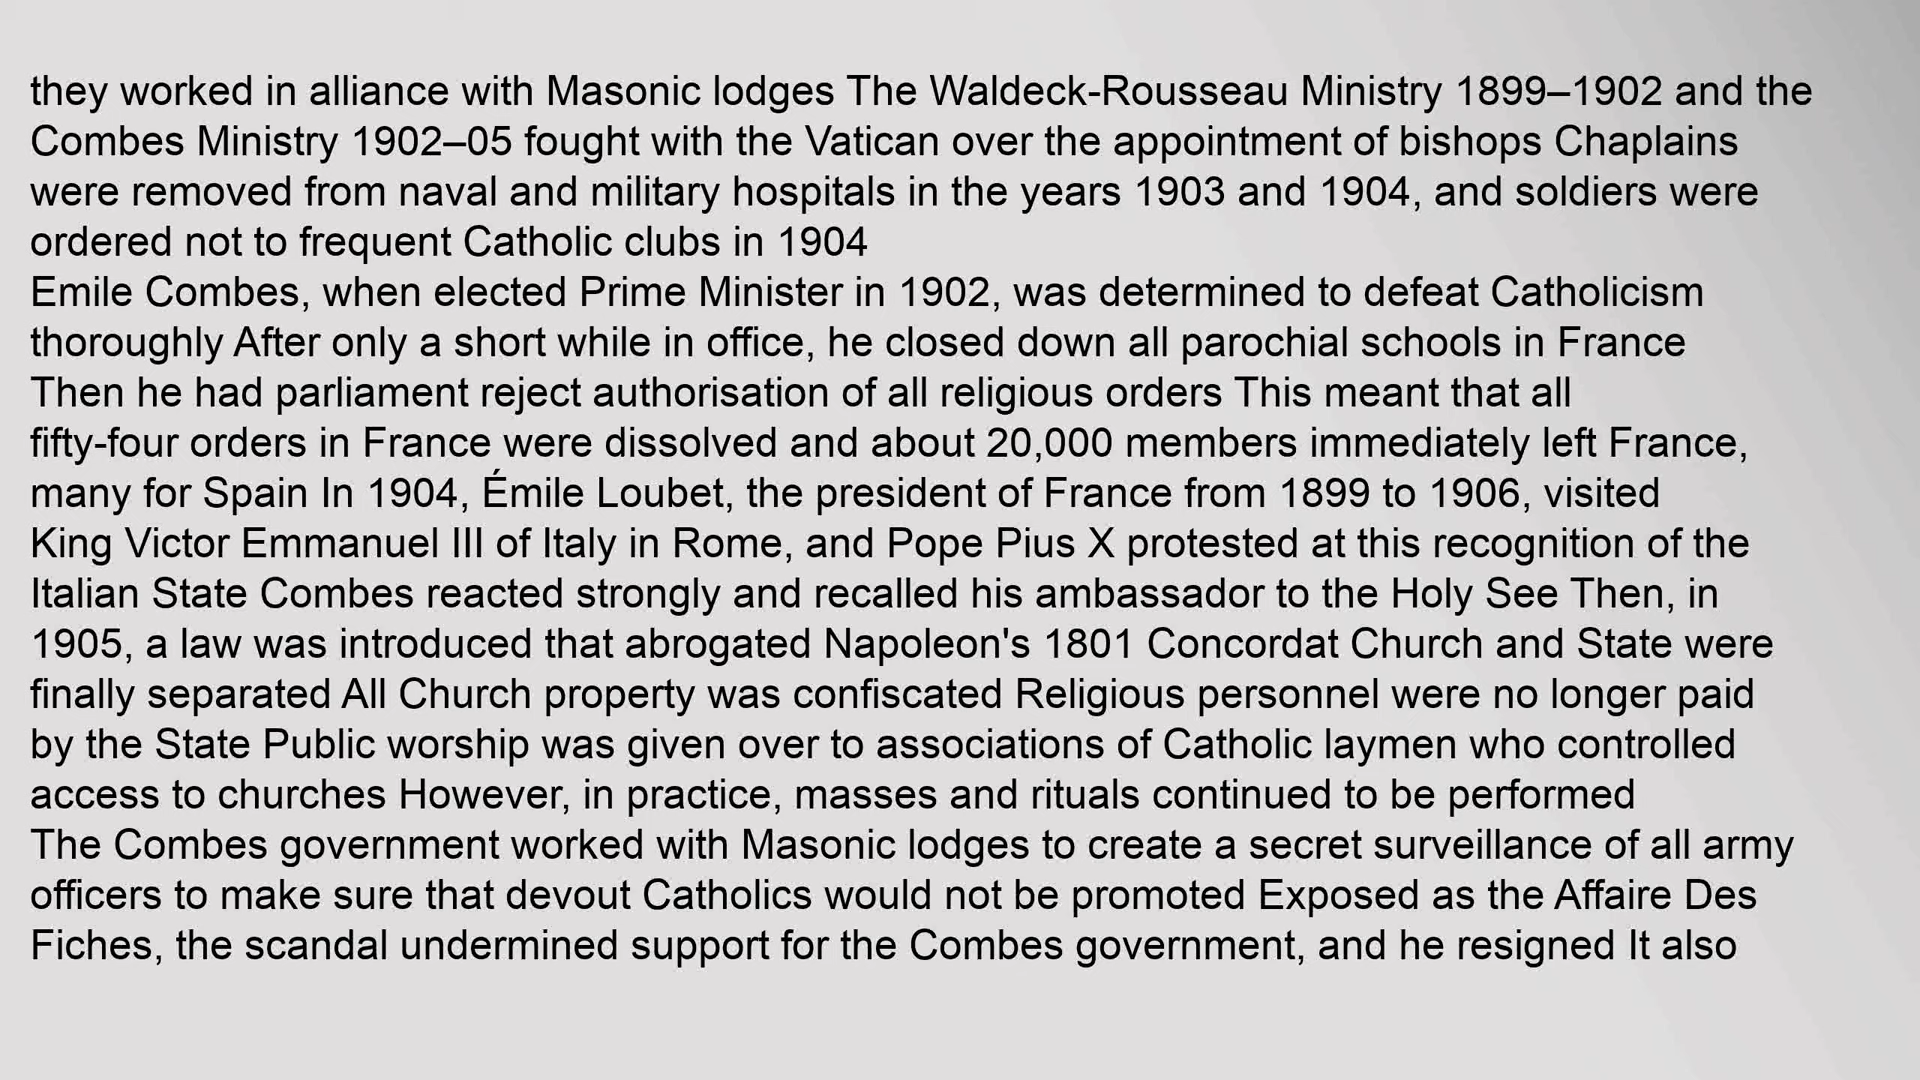 they worked in alliance with Masonic lodges The Waldeck-Rousseau Ministry 1899–1902 and the
Combes Ministry 1902–05 fought with the Vatican over the appointment of bishops Chaplains
were removed from naval and military hospitals in the years 1903 and 1904, and soldiers were
ordered not to frequent Catholic clubs in 1904
Emile Combes, when elected Prime Minister in 1902, was determined to defeat Catholicism
thoroughly After only a short while in office, he closed down all parochial schools in France
Then he had parliament reject authorisation of all religious orders This meant that all
fifty-four orders in France were dissolved and about 20,000 members immediately left France,
many for Spain In 1904, Émile Loubet, the president of France from 1899 to 1906, visited
King Victor Emmanuel III of Italy in Rome, and Pope Pius X protested at this recognition of the
Italian State Combes reacted strongly and recalled his ambassador to the Holy See Then, in
1905, a law was introduced that abrogated Napoleon's 1801 Concordat Church and State were
finally separated All Church property was confiscated Religious personnel were no longer paid
by the State Public worship was given over to associations of Catholic laymen who controlled
access to churches However, in practice, masses and rituals continued to be performed
The Combes government worked with Masonic lodges to create a secret surveillance of all army
officers to make sure that devout Catholics would not be promoted Exposed as the Affaire Des
Fiches, the scandal undermined support for the Combes government, and he resigned It also